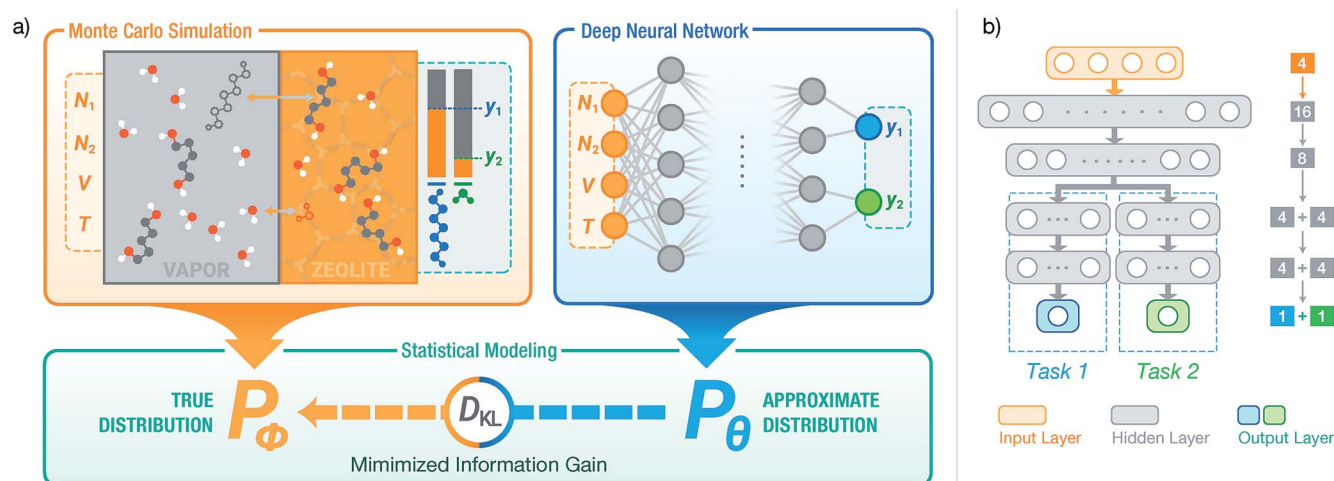 a)
Monte Carlo Simulation
N1
N2
V
T
VAPOR
ZEOLITE
y1
y2
Deep Neural Network
N1
N2
V
T
y1
y2
Statistical Modeling
TRUE
DISTRIBUTION
PΦ
DKL
Pθ
APPROXIMATE
DISTRIBUTION
Mimimized Information Gain
b)
4
16
8
4 + 4
4 + 4
1 + 1
Task 1
Task 2
Input Layer
Hidden Layer
Output Layer